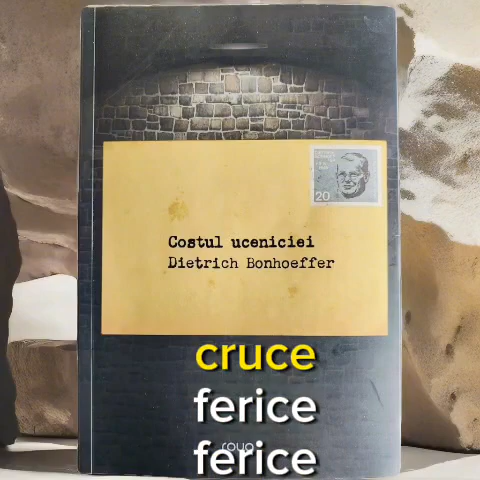 20
Costul uceniciei
Dietrich Bonhoeffer
cruce
ferice
ferice